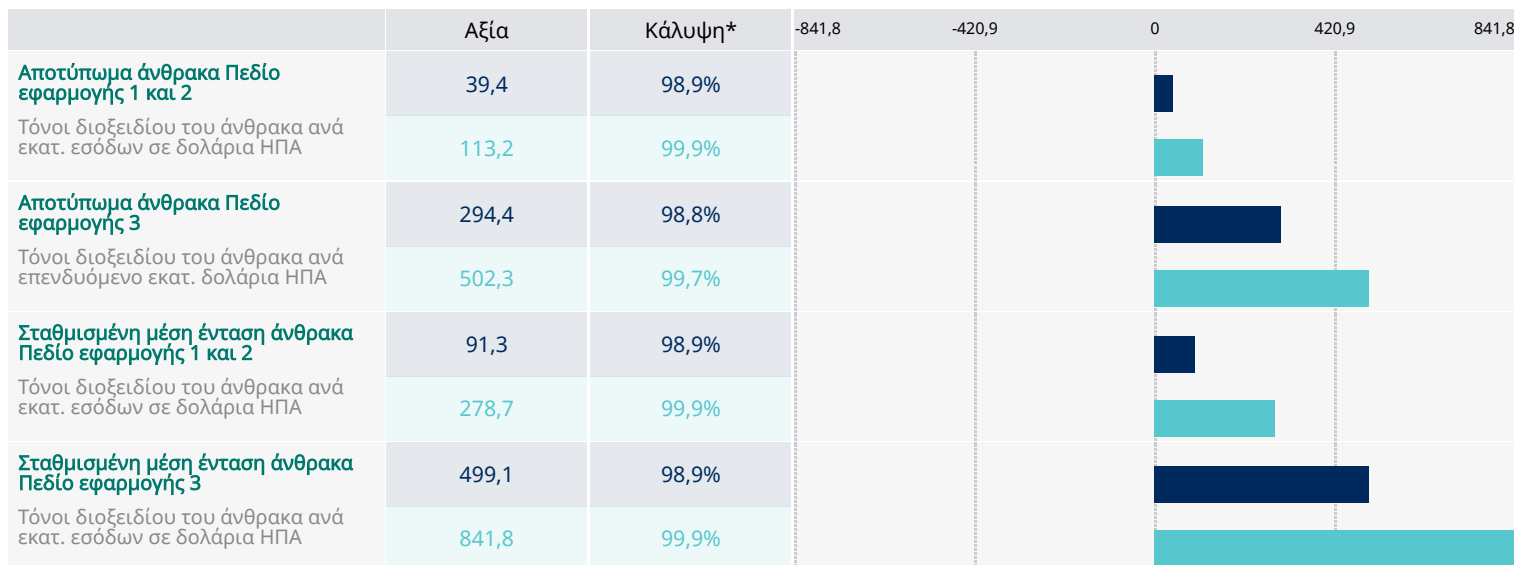 Αξία Κάλυψη* -841,8 -420,9 0 420,9 841,8
Αποτύπωμα άνθρακα Πεδίο
εφαρμογής 1 και 2
39,4 98,9%
Τόνοι διοξειδίου του άνθρακα ανά
εκατ. εσόδων σε δολάρια ΗΠΑ
113,2 99,9%
Αποτύπωμα άνθρακα Πεδίο
εφαρμογής 3
294,4 98,8%
Τόνοι διοξειδίου του άνθρακα ανά
επενδυόμενο εκατ. δολάρια ΗΠΑ
502,3 99,7%
Σταθμισμένη μέση ένταση άνθρακα
Πεδίο εφαρμογής 1 και 2
91,3 98,9%
Τόνοι διοξειδίου του άνθρακα ανά
εκατ. εσόδων σε δολάρια ΗΠΑ
278,7 99,9%
Σταθμισμένη μέση ένταση άνθρακα
Πεδίο εφαρμογής 3
499,1 98,9%
Τόνοι διοξειδίου του άνθρακα ανά
εκατ. εσόδων σε δολάρια ΗΠΑ
841,8 99,9%